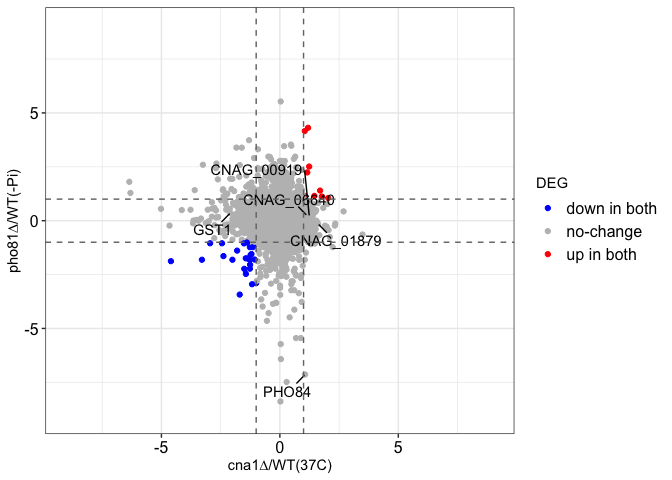 5
0
-5
pho81Δ/WT(-Pi)
CNAG_00919
GST1
CNAG_01879
PHO84
-5
0
5
cna1Δ/WT(37C)
DEG
down in both
no-change
up in both